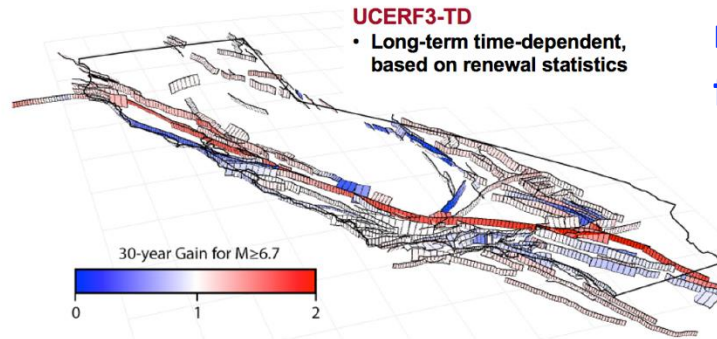 UCERF3-TD
• Long-term time-dependent,
based on renewal statistics
30-year Gain for M≥6.7
0
1
2